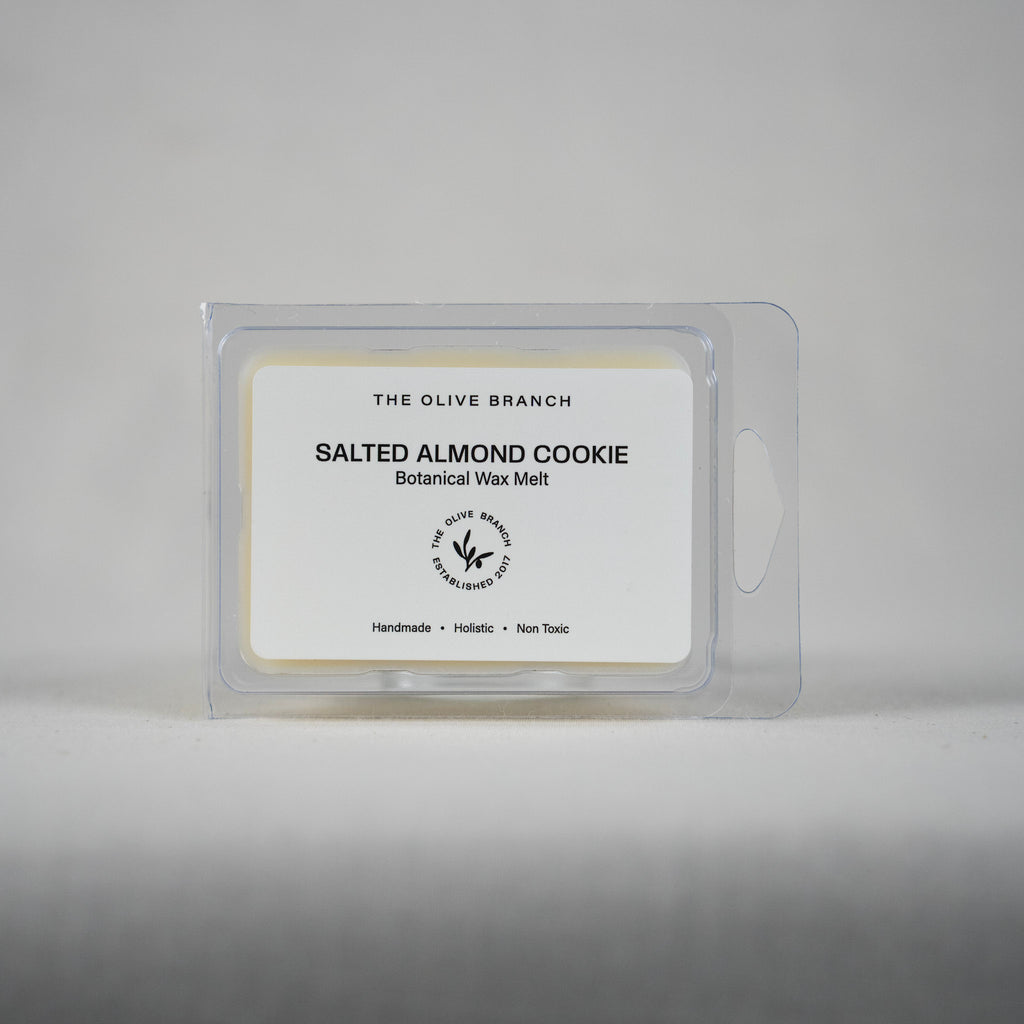 THE OLIVE BRANCH
SALTED ALMOND COOKIE
Botanical Wax Melt
THE OLIVE BRANCH
ESTABLISHED 2017
Handmade • Holistic • Non Toxic